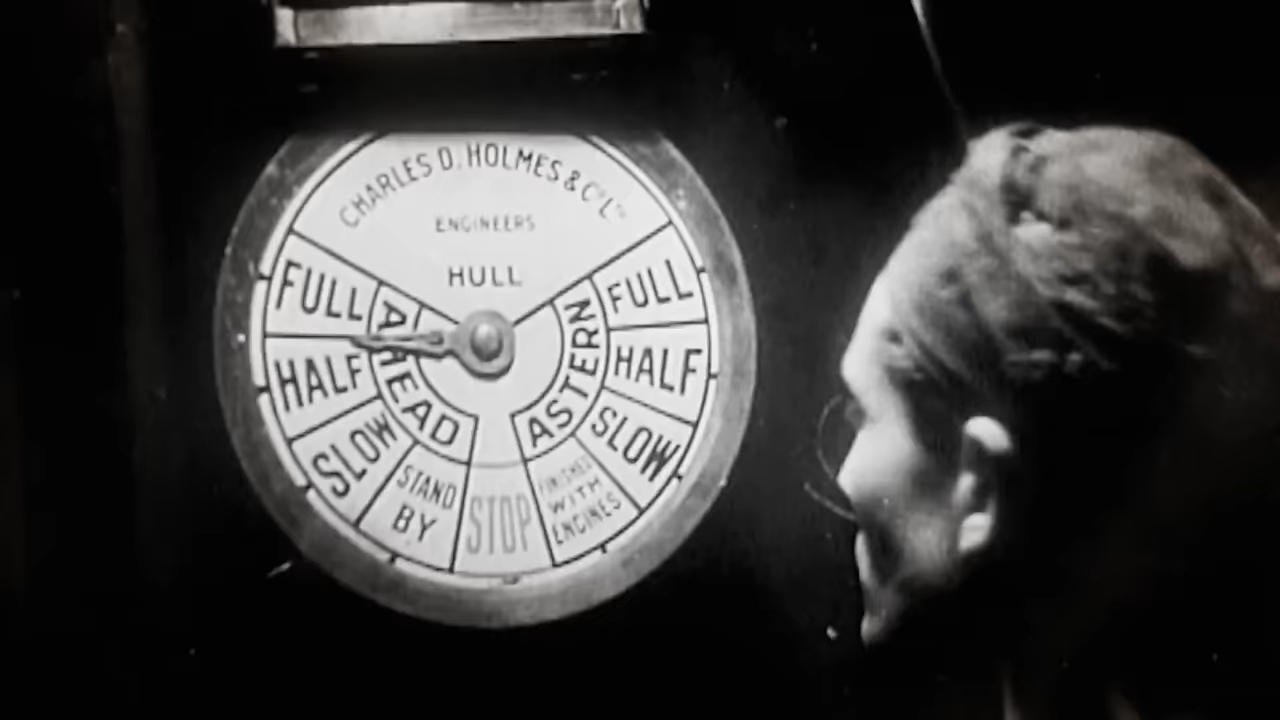 CHARLES D. HOLMES & Cº Lᵀᴰ
ENGINEERS
HULL
FULL
HALF
SLOW
STAND
BY
AHEAD
STOP
FINISHED
WITH
ENGINES
ASTERN
SLOW
HALF
FULL